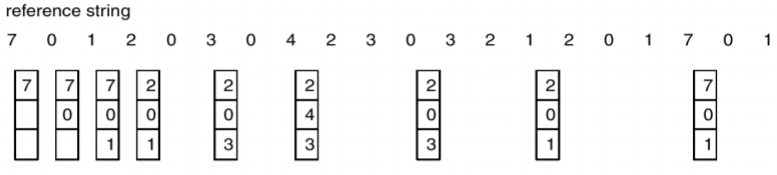 reference string
7 0 1 2 0 3 0 4 2 3 0 3 2 1 2 0 1 7 0 1
7 7 7 2 2 2 2 2 7
0 0 0 0 4 0 0 0
1 1 3 3 3 1 1